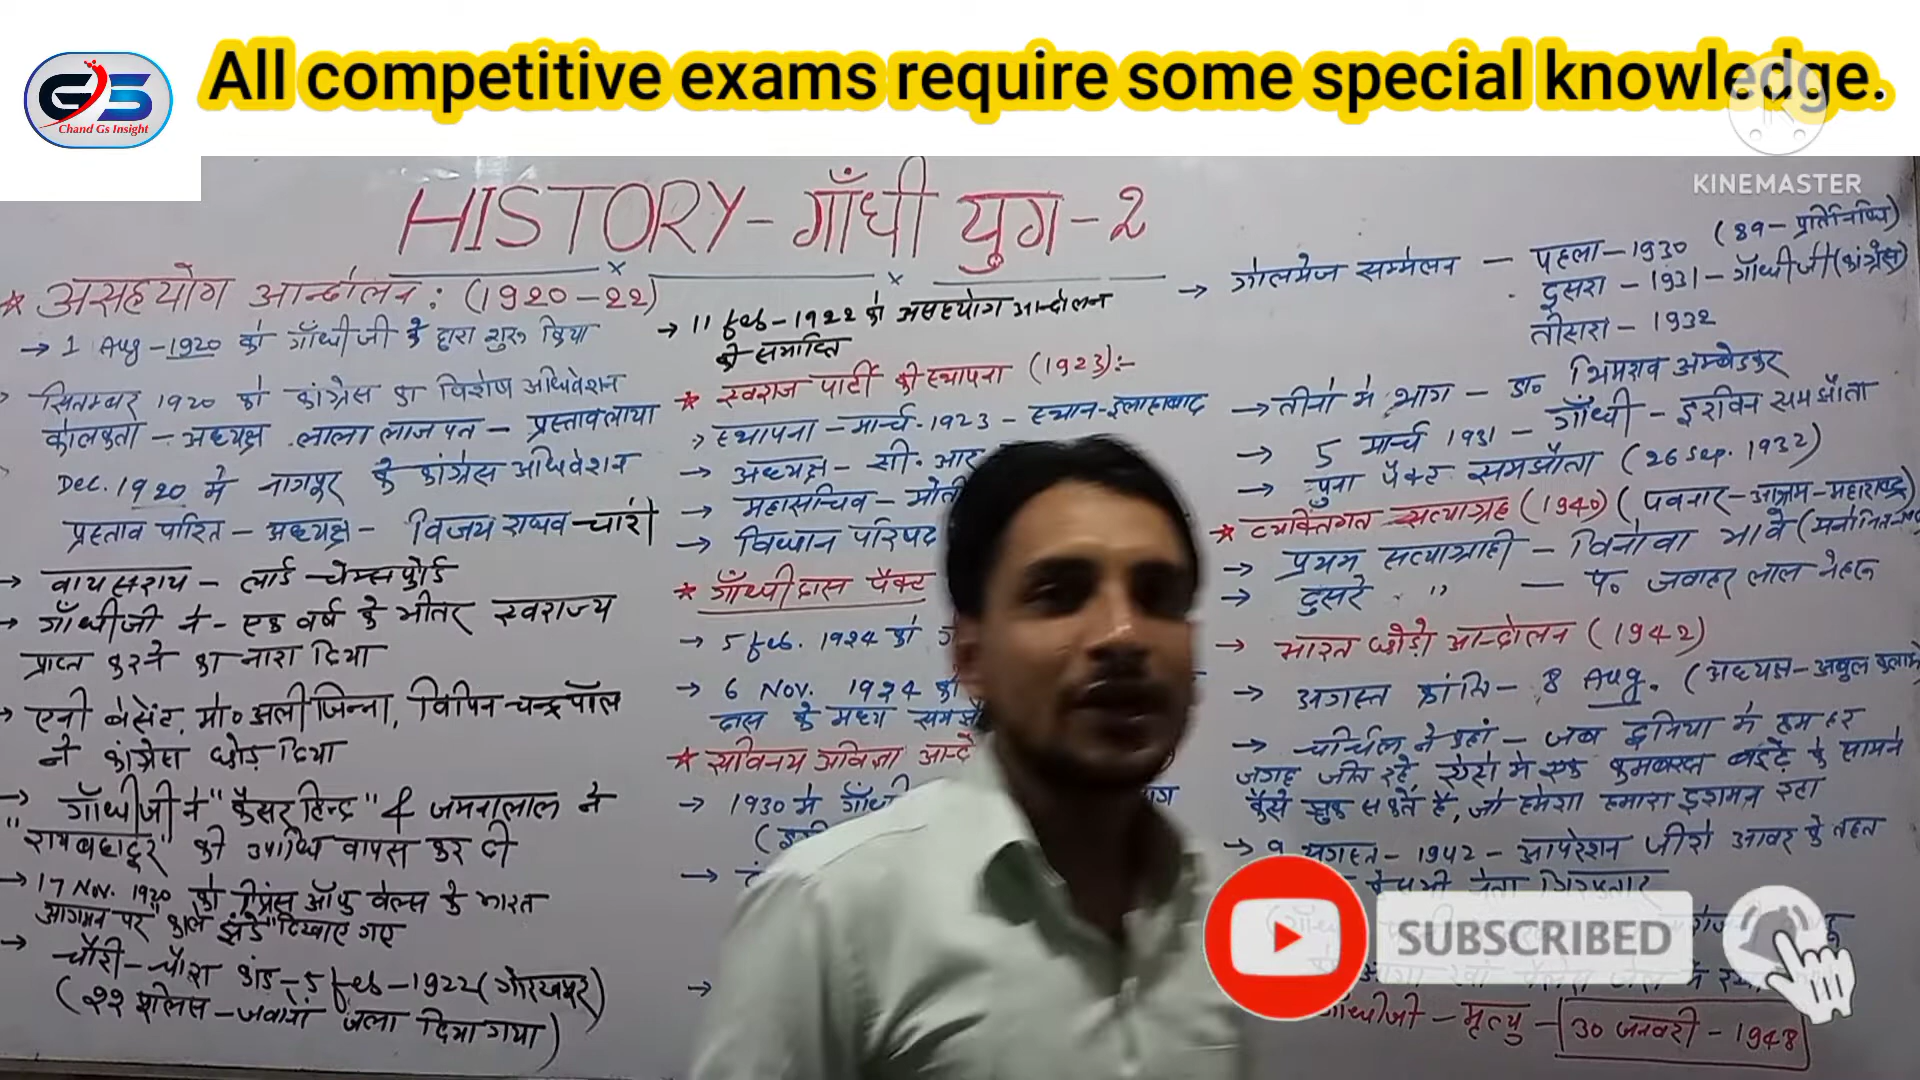 All competitive exams require some special knowledge.
GS
Chand Gs Insight
KINEMASTER
HISTORY - गाँधी युग - 2
★ असहयोग आन्दोलन : (1920-22)
→ 1 Aug - 1920 को गाँधीजी के द्वारा शुरू किया
सितम्बर 1920 को कांग्रेस का विशेष अधिवेशन
कोलकता - अध्यक्ष लाला लाजपत - प्रस्ताव लाया
Dec. 1920 मे नागपूर के कांग्रेस अधिवेशन
प्रस्ताव पारित - अध्यक्ष - विजय राघव - चारी
→ वायसराय - लार्ड - चेम्सफोर्ड
→ गाँधीजी ने - एक वर्ष के भीतर स्वराज्य
प्राप्त करने का नारा दिया
→ एनी बेसेंट, मो० अली जिन्ना, विपिन - चन्द्र पॉल
ने कांग्रेस छोड़ दिया
→ गाँधीजी ने "कैसर हिन्द" & जमनालाल ने
"रायबहादूर" की उपाधि वापस कर दी
→ 17 Nov. 1920 को प्रिंस ऑफ वेल्स के भारत
आगमन पर "काले झंडे" दिखाए गए
→ चौरी - चौरा कांड - 5 feb - 1922 (गोरखपूर)
(22 पुलिस - जवानों जला दिया गया)
→ 11 feb - 1922 को असहयोग आन्दोलन
की समाप्ति
★ स्वराज पार्टी की स्थापना (1923):-
→ स्थापना - मार्च - 1923 - स्थान - इलाहाबाद
→ अध्यक्ष - सी. आर
→ महासचिव - मोती
→ विधान परिषद
★ गाँधी दास पैक्ट
→ 5 feb. 1924 को
→ 6 Nov. 1924 को
दास के मध्य समझौ
★ सविनय अविज्ञा आन्दो
→ 1930 मे गाँधी
→ गोलमेज सम्मेलन - पहला - 1930 (89 - प्रतिनिधि)
दूसरा - 1931 - गाँधीजी (कांग्रेस)
तीसरा - 1932
→ तीनो मे भाग - डा० भिमराव अम्बेडकर
→ 5 मार्च 1931 - गाँधी - इरविन समझौता
→ पुना पैक्ट समझौता (26 Sep. 1932)
★ व्यक्तिगत सत्याग्रह (1940) (पवनार - आश्रम - महाराष्ट्र)
→ प्रथम सत्याग्राही - विनोवा भावे
→ दुसरे " - प० जवाहर लाल नेहरू
→ भारत छोडो आन्दोलन (1942)
→ अगस्त क्रांति - 8 Aug. (अध्यक्ष - अबुल कलाम
→ चर्चिल ने कहां - जब दुनिया मे हम हर
जगह जीत रहे, ऐसे मे एक कमबख्त बुड्ढे के सामने
कैसे झुक सकते है, जो हमेशा हमारा दुश्मन रहा
→ 9 अगस्त - 1942 - आपरेशन जीरो आवर के तहत
नेता गिरफ्तार
SUBSCRIBED
गाँधीजी - मृत्यु - 30 जनवरी - 1948